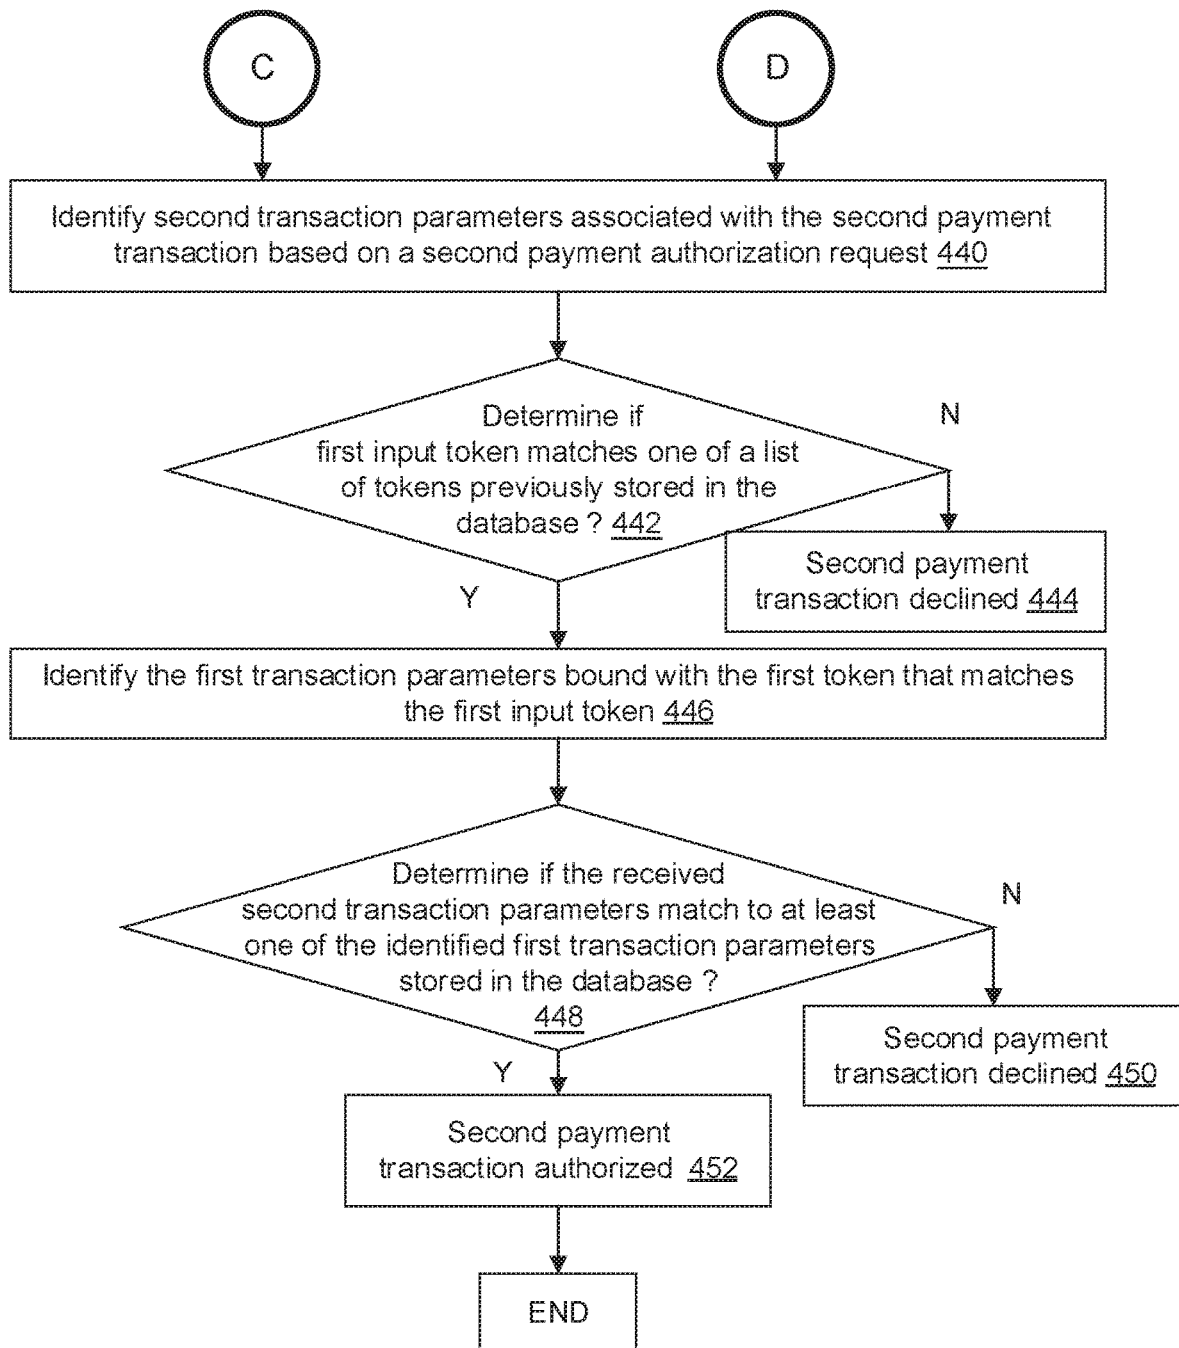 C
D
Identify second transaction parameters associated with the second payment
transaction based on a second payment authorization request 440
Determine if
first input token matches one of a list
of tokens previously stored in the
database ? 442
N
Second payment
transaction declined 444
Y
Identify the first transaction parameters bound with the first token that matches
the first input token 446
Determine if the received
second transaction parameters match to at least
one of the identified first transaction parameters
stored in the database ?
448
N
Second payment
transaction declined 450
Y
Second payment
transaction authorized 452
END